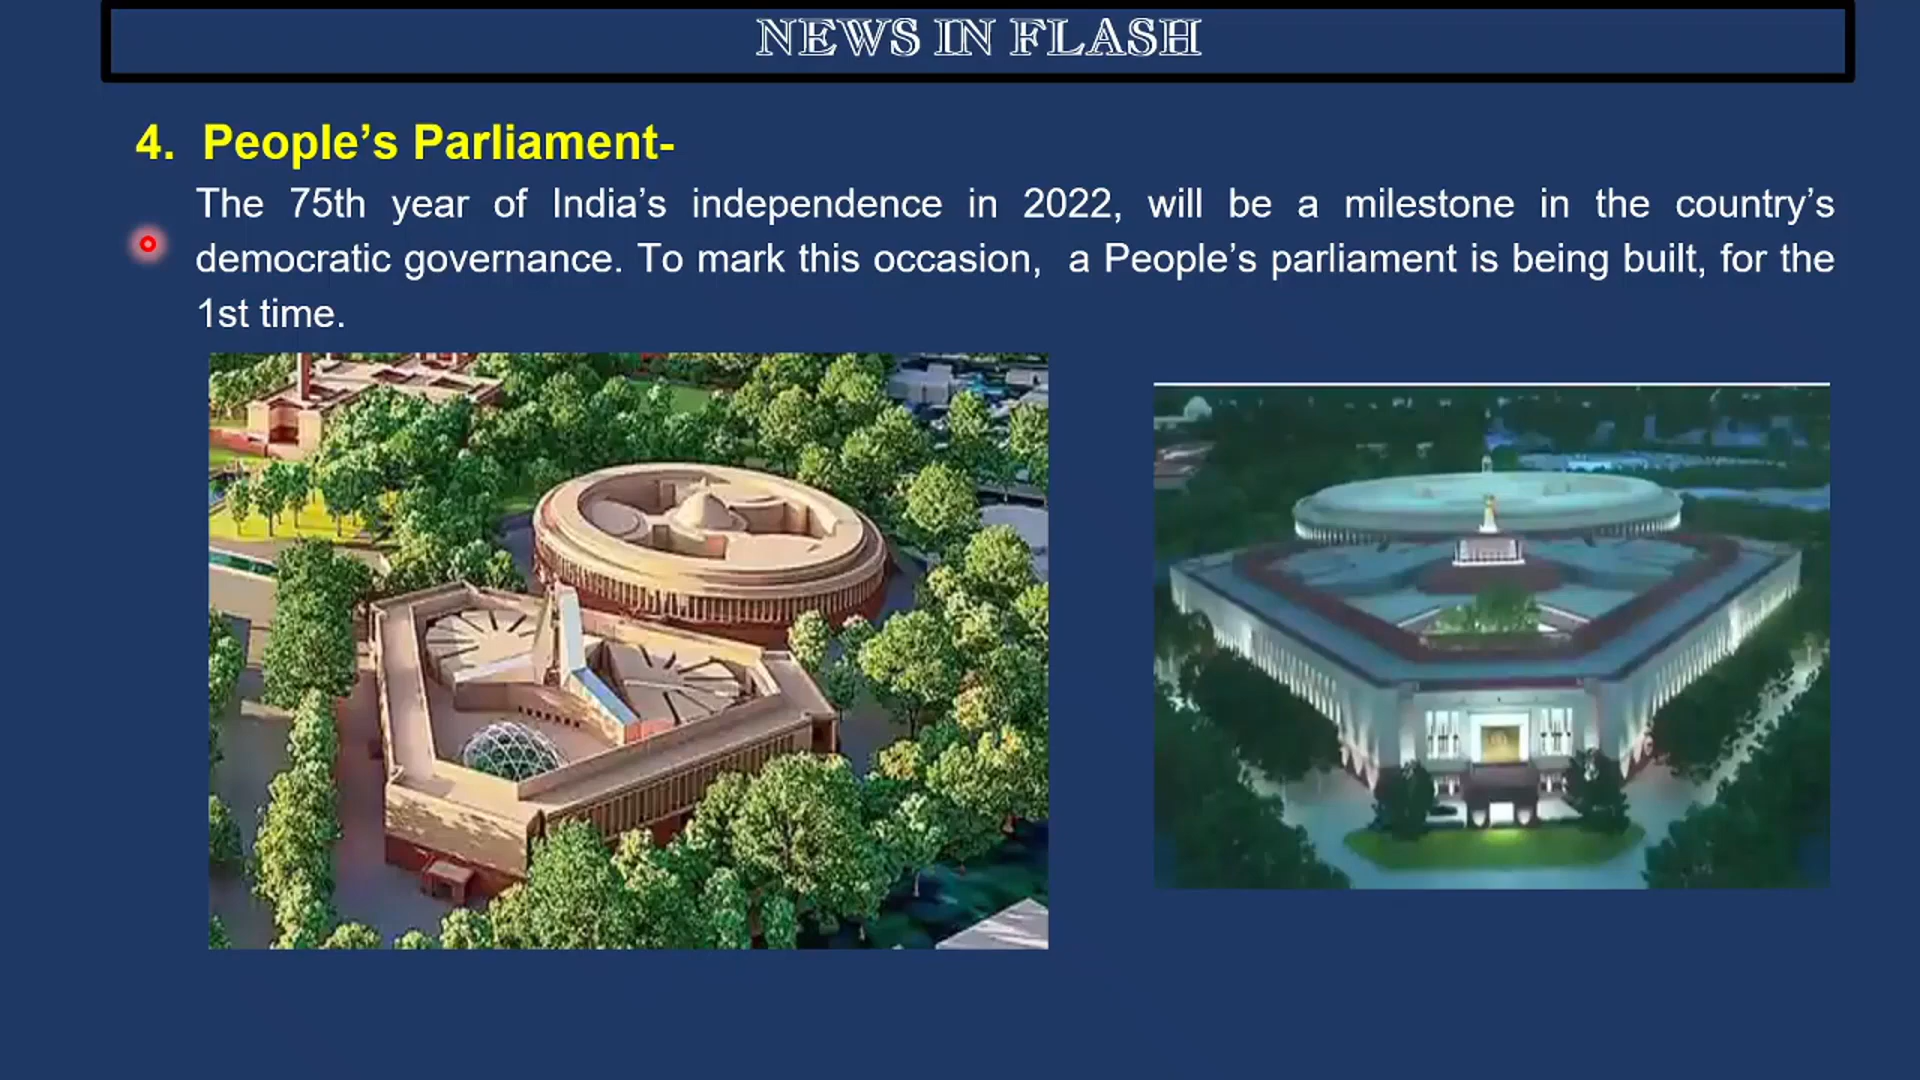 NEWS IN FLASH
4. People’s Parliament-
The 75th year of India’s independence in 2022, will be a milestone in the country’s
democratic governance. To mark this occasion, a People’s parliament is being built, for the
1st time.